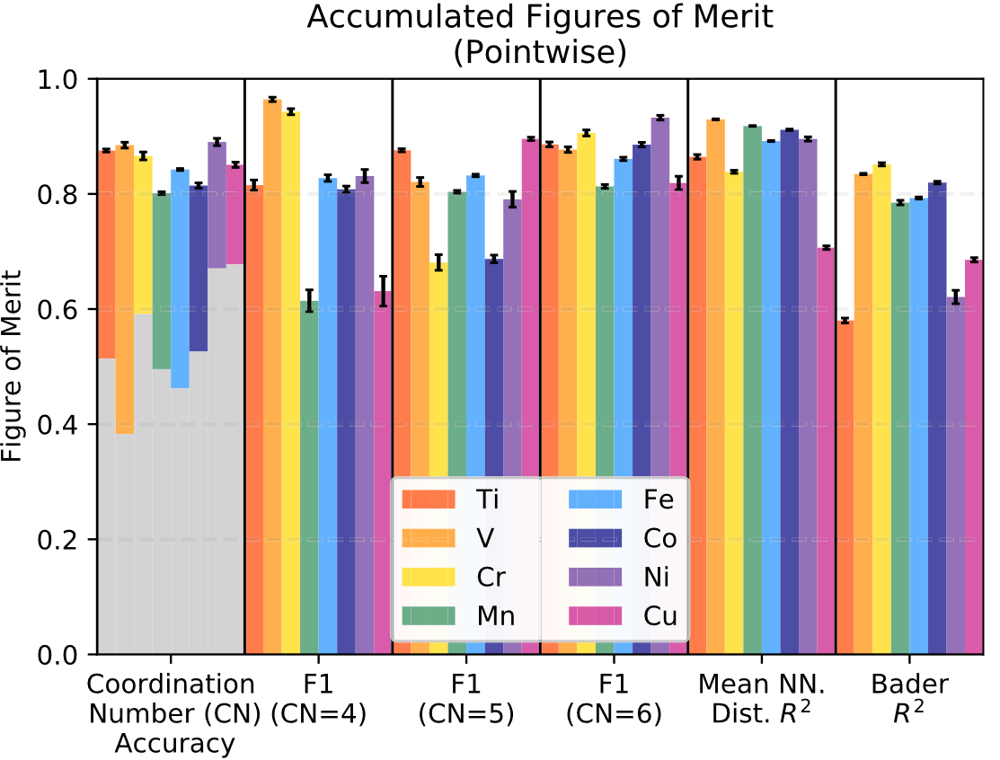 Accumulated Figures of Merit
(Pointwise)
Figure of Merit
1.0
0.8
0.6
0.4
0.2
0.0
Ti
V
Cr
Mn
Fe
Co
Ni
Cu
Coordination
Number (CN)
Accuracy
F1
(CN=4)
F1
(CN=5)
F1
(CN=6)
Mean NN.
Dist. R²
Bader
R²